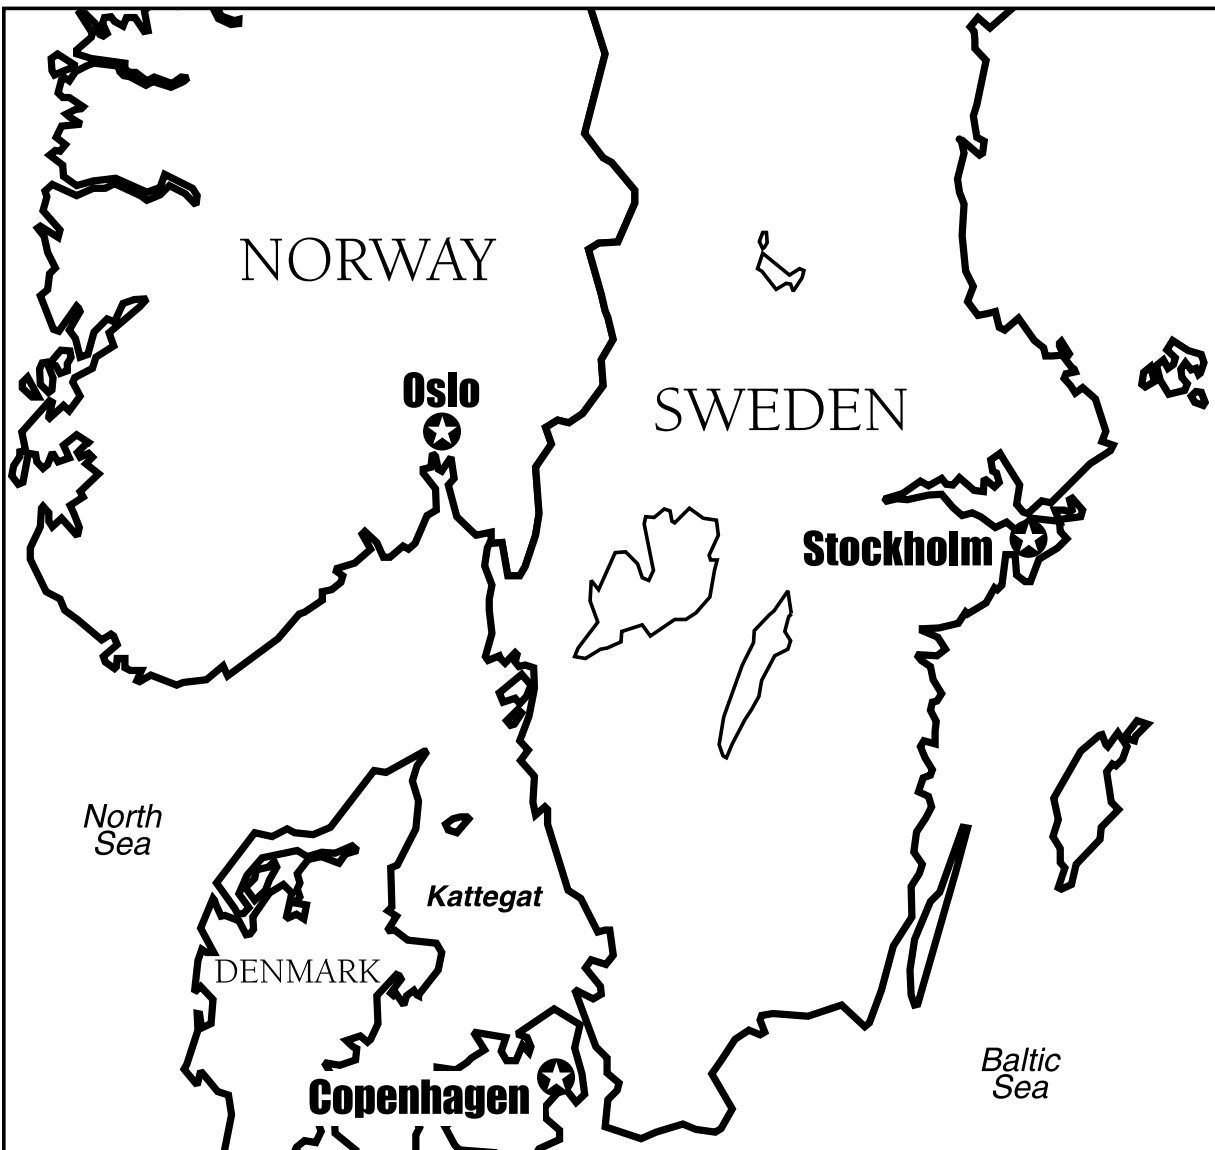 NORWAY
Oslo
SWEDEN
Stockholm
North
Sea
Kattegat
DENMARK
Copenhagen
Baltic
Sea